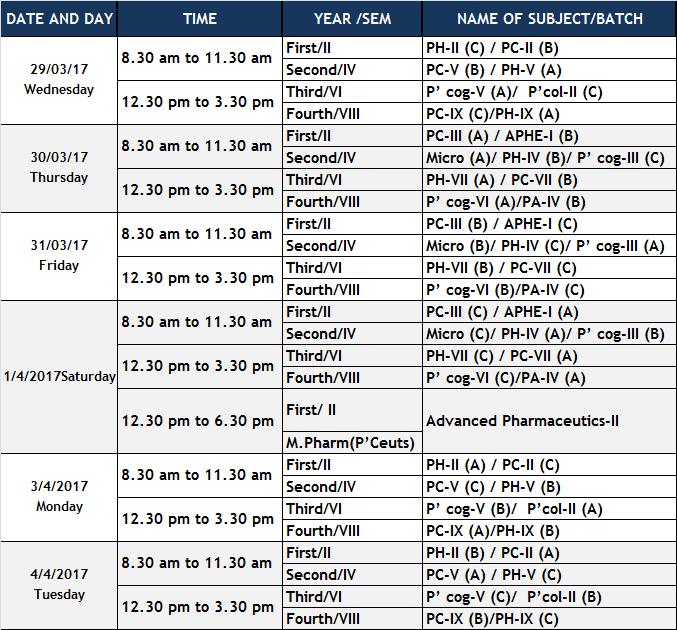 DATE AND DAY TIME YEAR /SEM NAME OF SUBJECT/BATCH
29/03/17
Wednesday
8.30 am to 11.30 am
First/II PH-II (C) / PC-II (B)
Second/IV PC-V (B) / PH-V (A)
12.30 pm to 3.30 pm
Third/VI P’ cog-V (A)/ P’col-II (C)
Fourth/VIII PC-IX (C)/PH-IX (A)
30/03/17
Thursday
8.30 am to 11.30 am
First/II PC-III (A) / APHE-I (B)
Second/IV Micro (A)/ PH-IV (B)/ P’ cog-III (C)
12.30 pm to 3.30 pm
Third/VI PH-VII (A) / PC-VII (B)
Fourth/VIII P’ cog-VI (A)/PA-IV (B)
31/03/17
Friday
8.30 am to 11.30 am
First/II PC-III (B) / APHE-I (C)
Second/IV Micro (B)/ PH-IV (C)/ P’ cog-III (A)
12.30 pm to 3.30 pm
Third/VI PH-VII (B) / PC-VII (C)
Fourth/VIII P’ cog-VI (B)/PA-IV (C)
1/4/2017Saturday
8.30 am to 11.30 am
First/II PC-III (C) / APHE-I (A)
Second/IV Micro (C)/ PH-IV (A)/ P’ cog-III (B)
12.30 pm to 3.30 pm
Third/VI PH-VII (C) / PC-VII (A)
Fourth/VIII P’ cog-VI (C)/PA-IV (A)
12.30 pm to 6.30 pm
First/ II
M.Pharm(P’Ceuts)
Advanced Pharmaceutics-II
3/4/2017
Monday
8.30 am to 11.30 am
First/II PH-II (A) / PC-II (C)
Second/IV PC-V (C) / PH-V (B)
12.30 pm to 3.30 pm
Third/VI P’ cog-V (B)/ P’col-II (A)
Fourth/VIII PC-IX (A)/PH-IX (B)
4/4/2017
Tuesday
8.30 am to 11.30 am
First/II PH-II (B) / PC-II (A)
Second/IV PC-V (A) / PH-V (C)
12.30 pm to 3.30 pm
Third/VI P’ cog-V (C)/ P’col-II (B)
Fourth/VIII PC-IX (B)/PH-IX (C)